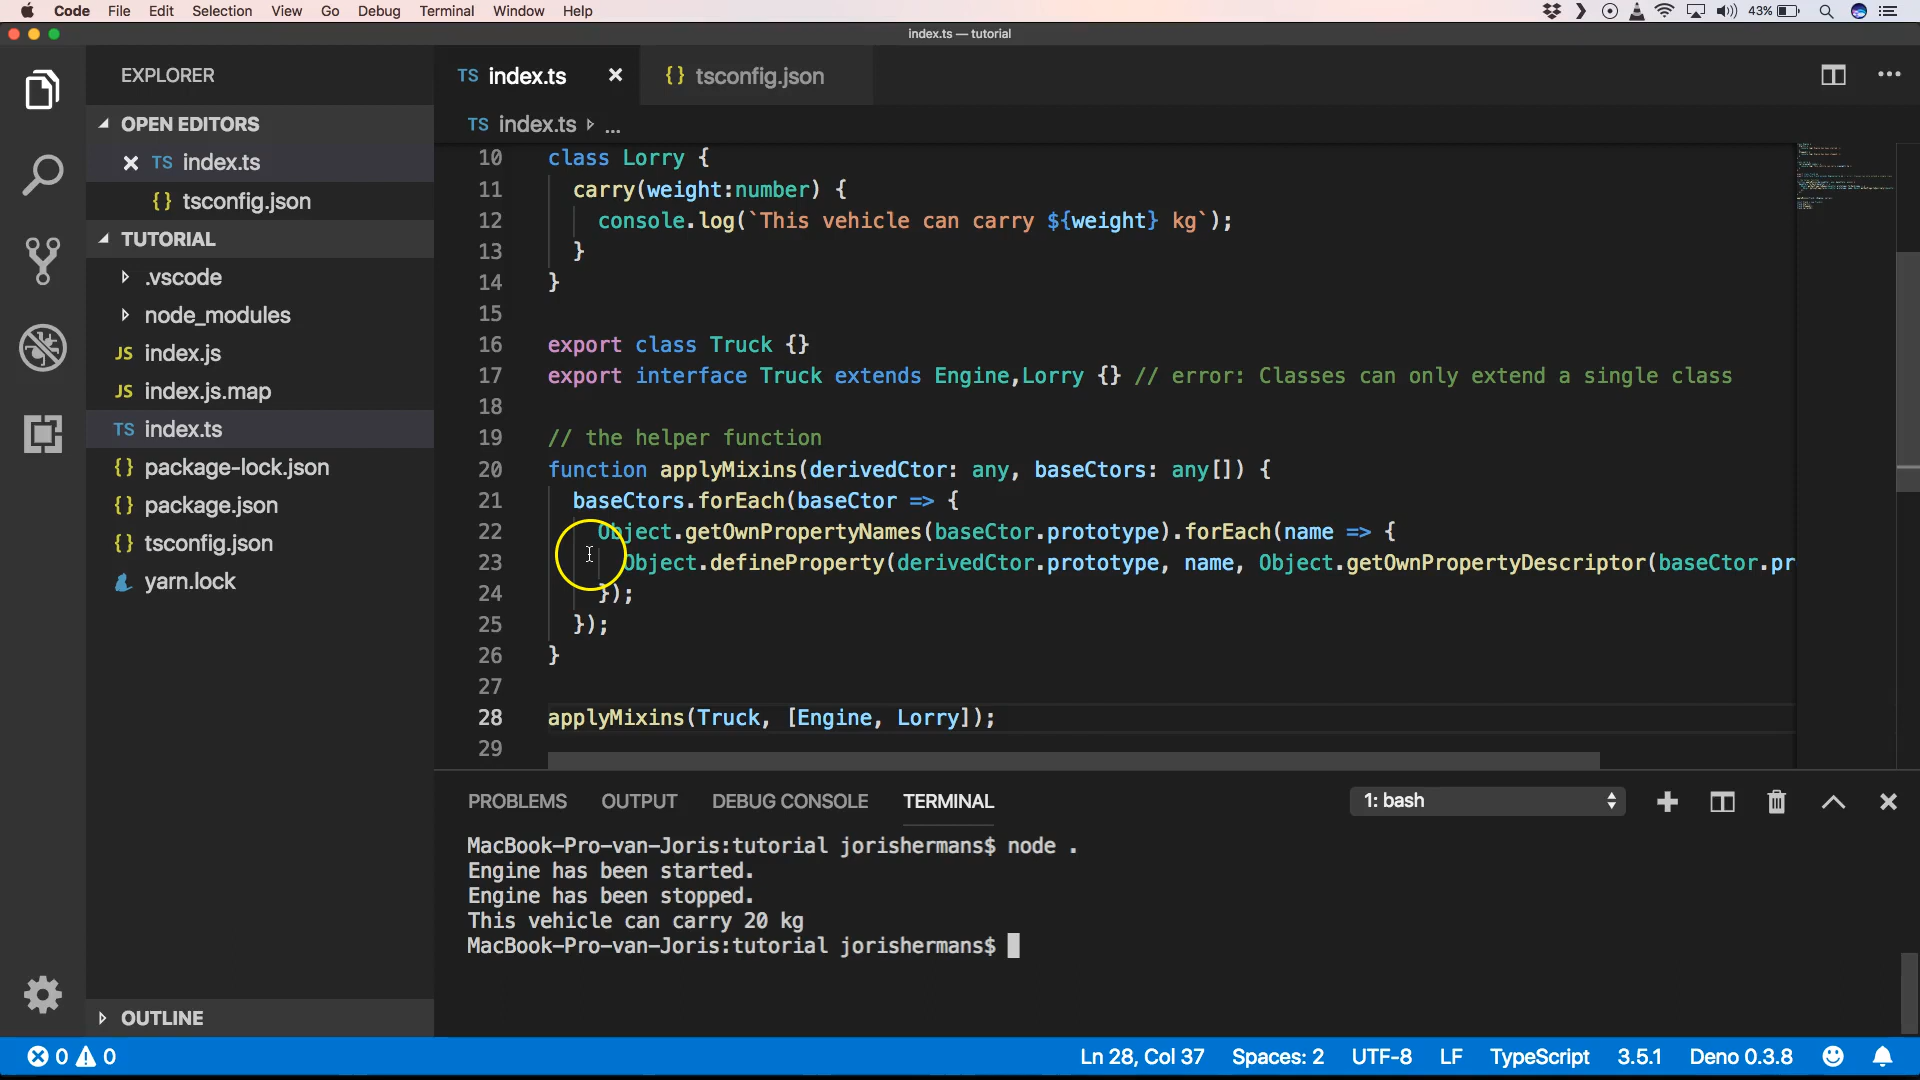 Code File Edit Selection View Go Debug Terminal Window Help 43%
index.ts — tutorial
EXPLORER
OPEN EDITORS
TS index.ts
{} tsconfig.json
TUTORIAL
.vscode
node_modules
JS index.js
JS index.js.map
TS index.ts
{} package-lock.json
{} package.json
{} tsconfig.json
yarn.lock
OUTLINE
TS index.ts
{} tsconfig.json
TS index.ts ...
10 class Lorry {
11 carry(weight:number) {
12 console.log(`This vehicle can carry ${weight} kg`);
13 }
14 }
15
16 export class Truck {}
17 export interface Truck extends Engine,Lorry {} // error: Classes can only extend a single class
18
19 // the helper function
20 function applyMixins(derivedCtor: any, baseCtors: any[]) {
21 baseCtors.forEach(baseCtor => {
22 Object.getOwnPropertyNames(baseCtor.prototype).forEach(name => {
23 Object.defineProperty(derivedCtor.prototype, name, Object.getOwnPropertyDescriptor(baseCtor.pr
24 });
25 });
26 }
27
28 applyMixins(Truck, [Engine, Lorry]);
29
PROBLEMS OUTPUT DEBUG CONSOLE TERMINAL 1: bash
MacBook-Pro-van-Joris:tutorial jorishermans$ node .
Engine has been started.
Engine has been stopped.
This vehicle can carry 20 kg
MacBook-Pro-van-Joris:tutorial jorishermans$
0 0 Ln 28, Col 37 Spaces: 2 UTF-8 LF TypeScript 3.5.1 Deno 0.3.8